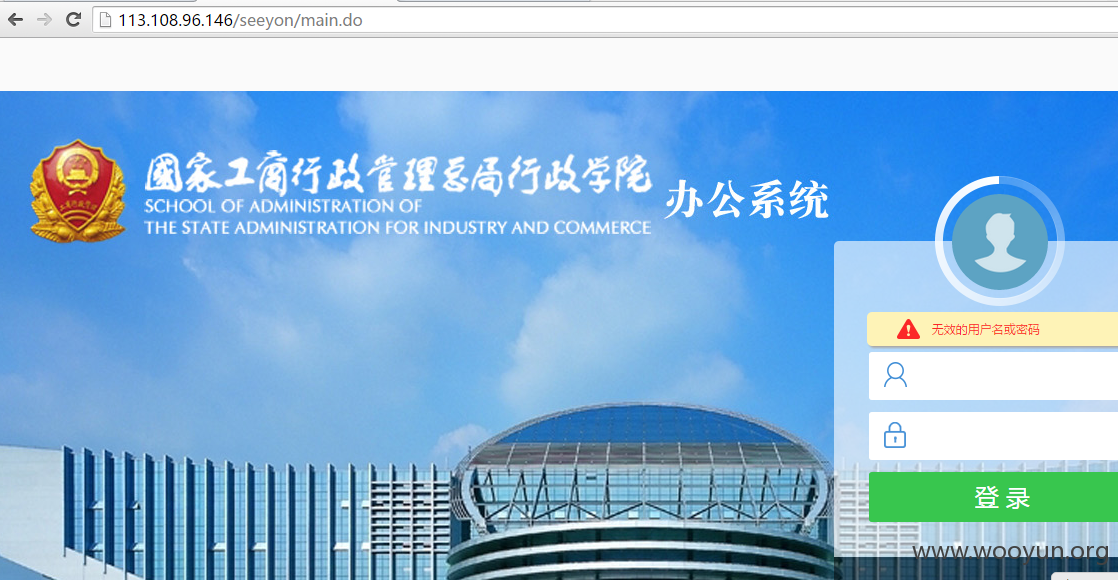 113.108.96.146/seeyon/main.do
國家工商行政管理总局行政学院
SCHOOL OF ADMINISTRATION OF
THE STATE ADMINISTRATION FOR INDUSTRY AND COMMERCE
办公系统
无效的用户名或密码
登录
www.wooyun.org